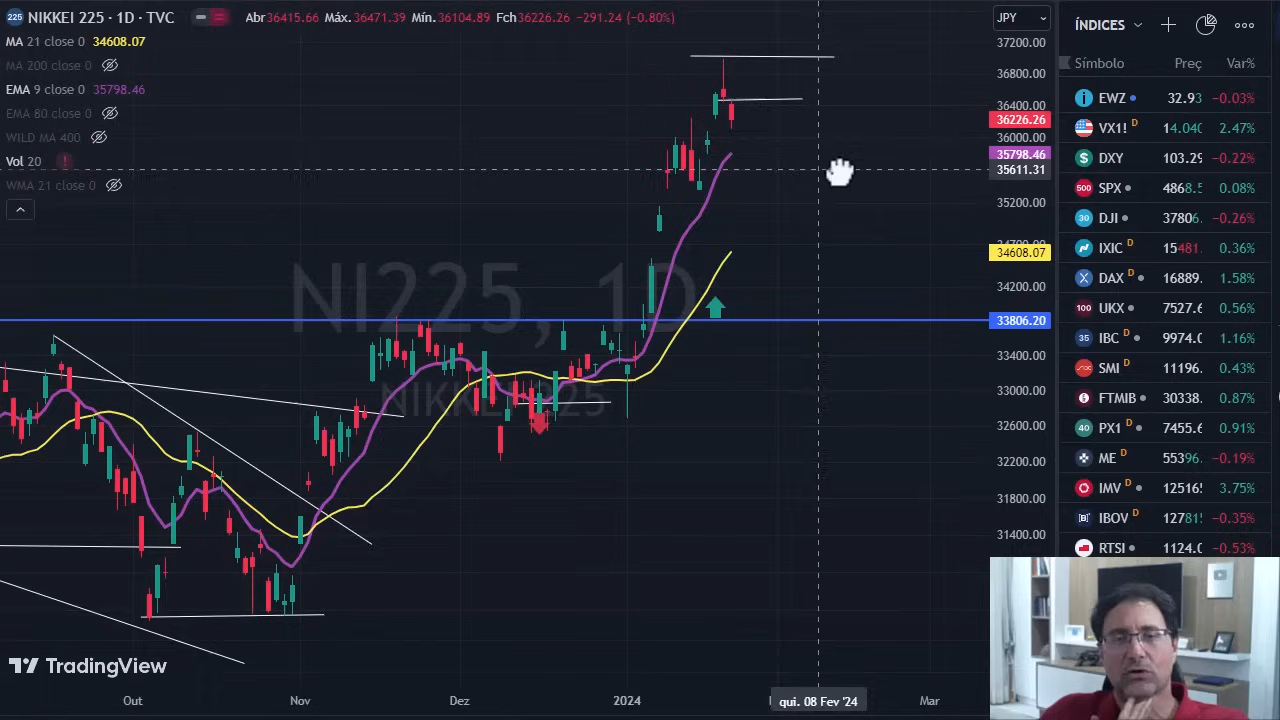 NIKKEI 225 · 1D · TVC
Abr36415.66 Máx.36471.39 Mín.36104.89 Fch36226.26 −291.24 (−0.80%)
MA 21 close 0 34608.07
MA 200 close 0
EMA 9 close 0 35798.46
EMA 80 close 0
WILD MA 400
Vol 20
WMA 21 close 0
NI225, 1D
NIKKEI 225
JPY
37200.00
36800.00
36400.00
36226.26
36000.00
35798.46
35611.31
35200.00
34700.00
34608.07
34200.00
33806.20
33400.00
33000.00
32600.00
32200.00
31800.00
31400.00
TradingView
Out Nov Dez 2024 qui. 08 Fev '24 Mar
ÍNDICES
Símbolo Preç Var%
EWZ 32.93 −0.03%
VX1! D 14.040 2.47%
DXY 103.29 −0.22%
SPX 4868.5 0.08%
DJI 37806. −0.26%
IXIC D 15481. 0.36%
DAX D 16889. 1.58%
UKX 7527.6 0.56%
IBC D 9974.0 1.16%
SMI 11196. 0.43%
FTMIB 30338. 0.87%
PX1 D 7455.6 0.91%
ME D 55396. −0.19%
IMV D 125165 3.75%
IBOV D 127815 −0.35%
RTSI 1124.0 −0.53%